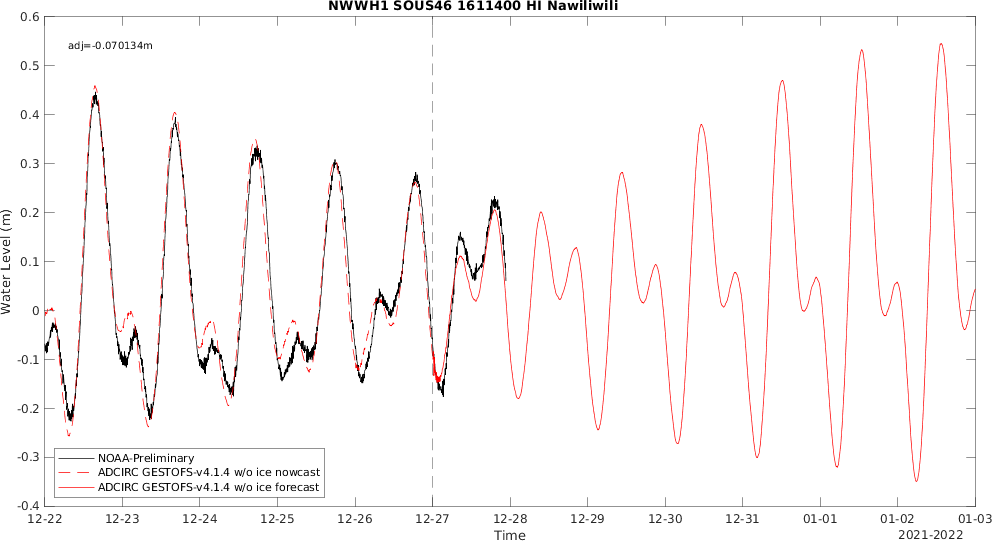 NWWH1 SOUS46 1611400 HI Nawiliwili
adj=-0.070134m
Water Level (m)
0.6
0.5
0.4
0.3
0.2
0.1
0
-0.1
-0.2
-0.3
-0.4
NOAA-Preliminary
ADCIRC GESTOFS-v4.1.4 w/o ice nowcast
ADCIRC GESTOFS-v4.1.4 w/o ice forecast
12-22 12-23 12-24 12-25 12-26 12-27 12-28 12-29 12-30 12-31 01-01 01-02 01-03
Time
2021-2022